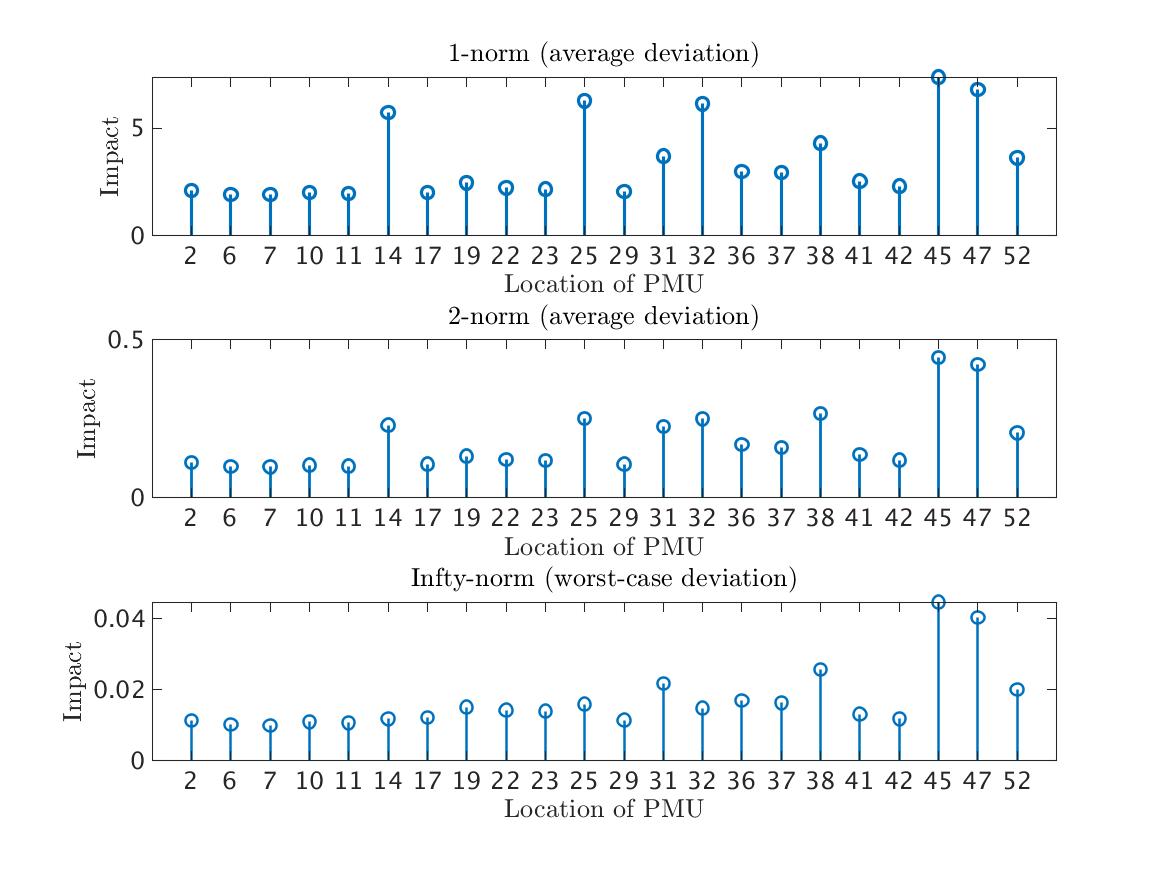 1-norm (average deviation)
Impact
5
0
2 6 7 10 11 14 17 19 22 23 25 29 31 32 36 37 38 41 42 45 47 52
Location of PMU
2-norm (average deviation)
Impact
0.5
0
2 6 7 10 11 14 17 19 22 23 25 29 31 32 36 37 38 41 42 45 47 52
Location of PMU
Infty-norm (worst-case deviation)
Impact
0.04
0.02
0
2 6 7 10 11 14 17 19 22 23 25 29 31 32 36 37 38 41 42 45 47 52
Location of PMU